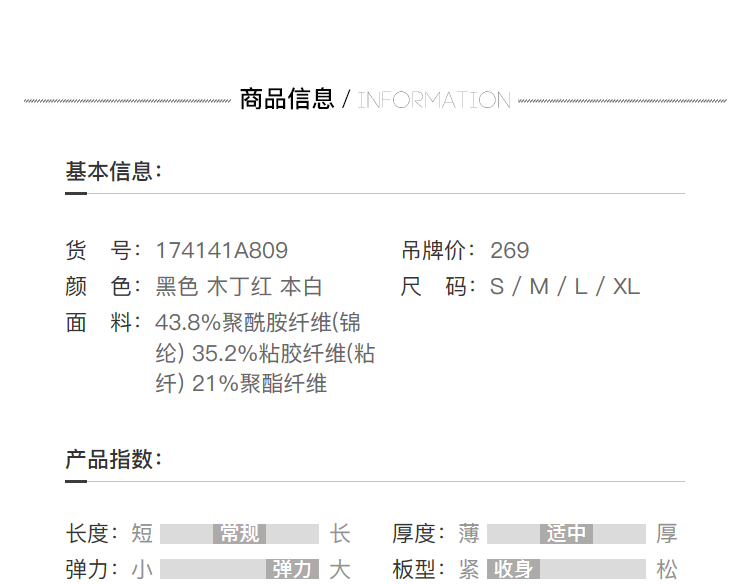 商品信息 / INFORMATION
基本信息：
货 号：174141A809 吊牌价：269
颜 色：黑色 木丁红 本白 尺 码：S / M / L / XL
面 料：43.8%聚酰胺纤维(锦
纶) 35.2%粘胶纤维(粘
纤) 21%聚酯纤维
产品指数：
长度：短 常规 长 厚度：薄 适中 厚
弹力：小 弹力 大 板型：紧 收身 松